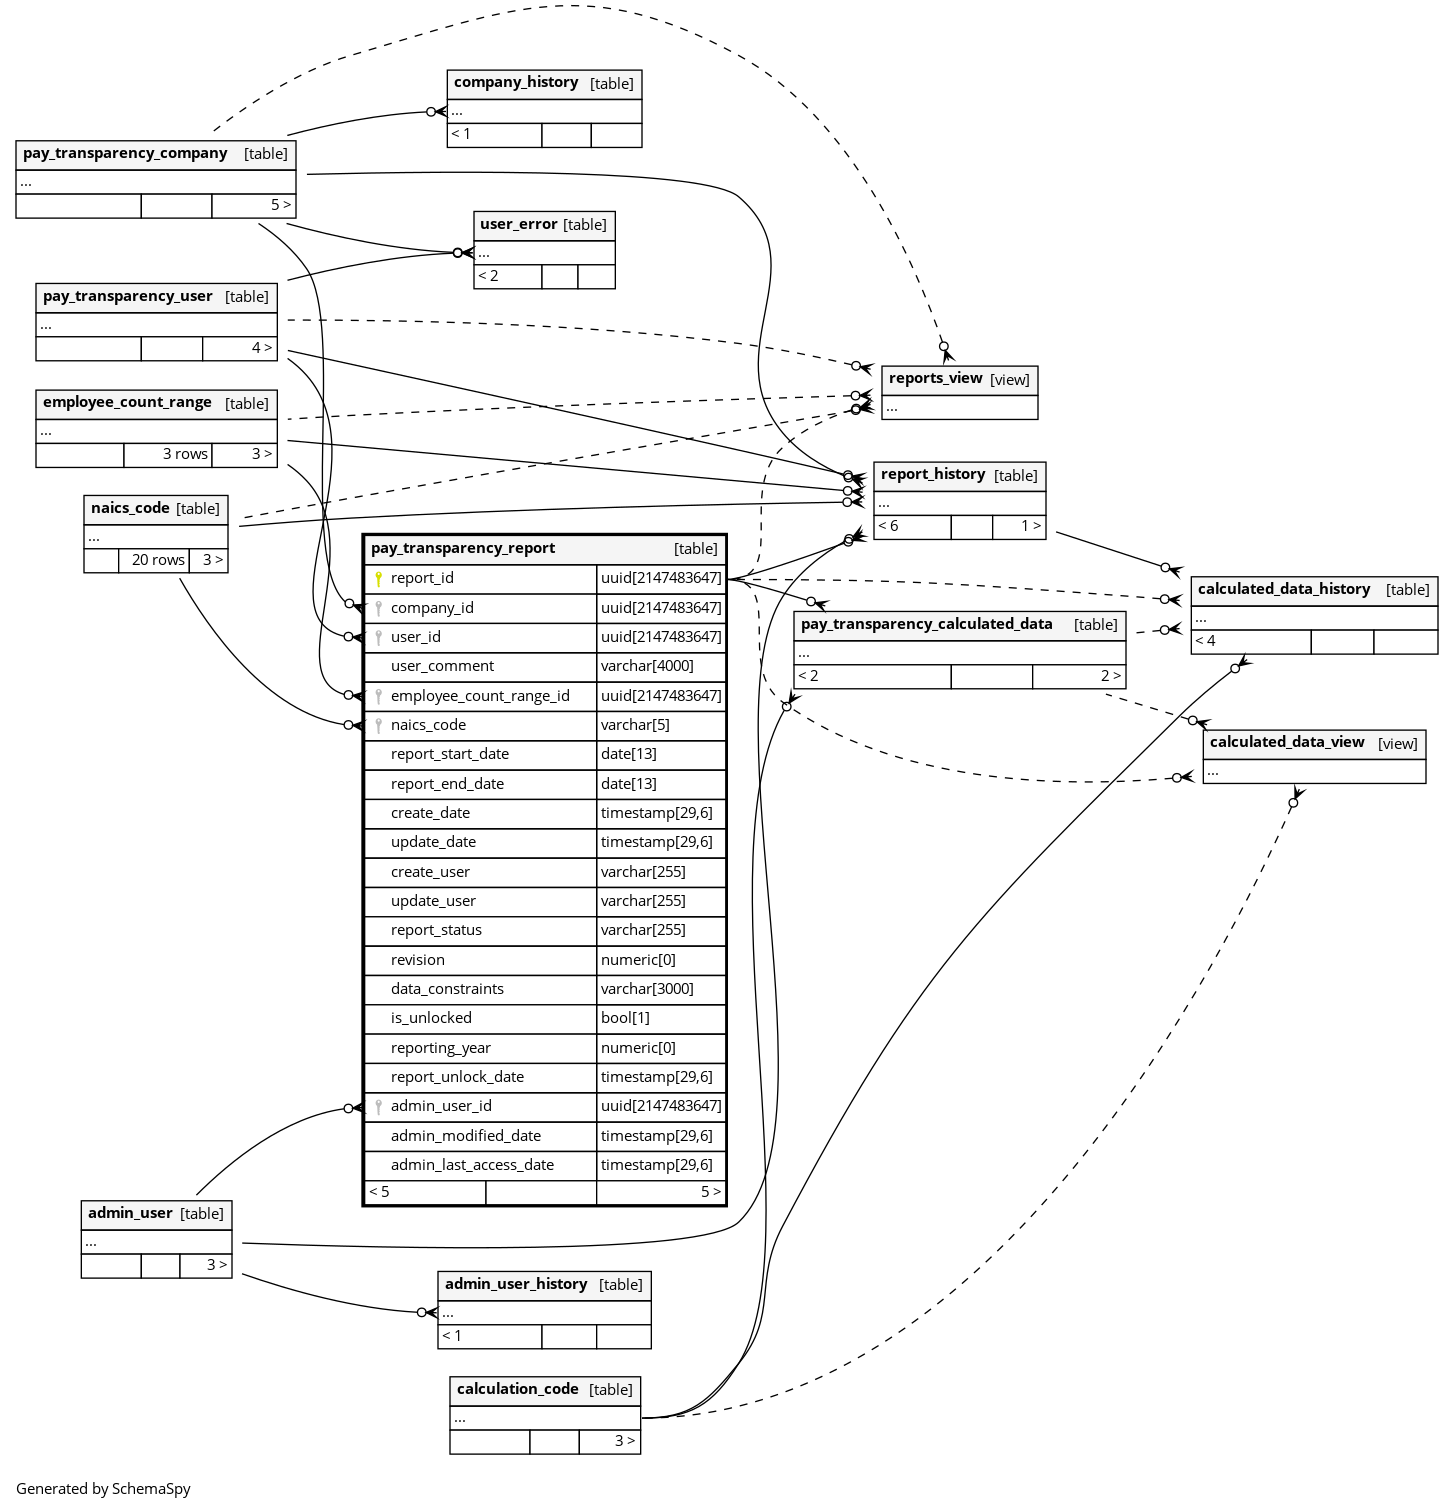 company_history [table]
...
< 1
pay_transparency_company [table]
...
5 >
user_error [table]
...
< 2
pay_transparency_user [table]
...
4 >
reports_view [view]
...
employee_count_range [table]
...
3 rows 3 >
report_history [table]
...
< 6 1 >
naics_code [table]
...
20 rows 3 >
pay_transparency_report [table]
report_id uuid[2147483647]
company_id uuid[2147483647]
user_id uuid[2147483647]
user_comment varchar[4000]
employee_count_range_id uuid[2147483647]
naics_code varchar[5]
report_start_date date[13]
report_end_date date[13]
create_date timestamp[29,6]
update_date timestamp[29,6]
create_user varchar[255]
update_user varchar[255]
report_status varchar[255]
revision numeric[0]
data_constraints varchar[3000]
is_unlocked bool[1]
reporting_year numeric[0]
report_unlock_date timestamp[29,6]
admin_user_id uuid[2147483647]
admin_modified_date timestamp[29,6]
admin_last_access_date timestamp[29,6]
< 5 5 >
calculated_data_history [table]
...
< 4
pay_transparency_calculated_data [table]
...
< 2 2 >
calculated_data_view [view]
...
admin_user [table]
...
3 >
admin_user_history [table]
...
< 1
calculation_code [table]
...
3 >
Generated by SchemaSpy